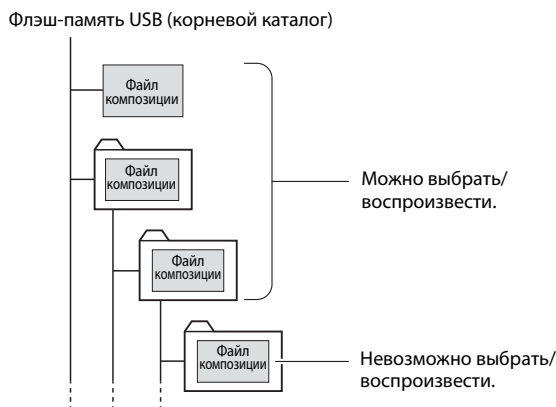 Флэш-память USB (корневой каталог)
Файл
композиции
Файл
композиции
Можно выбрать/
воспроизвести.
Файл
композиции
Файл
композиции
Невозможно выбрать/
воспроизвести.